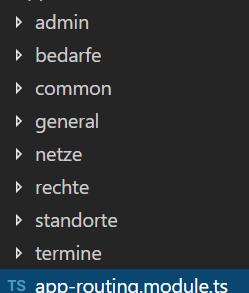 admin
bedarfe
common
general
netze
rechte
standorte
termine
TS app-routing.module.ts